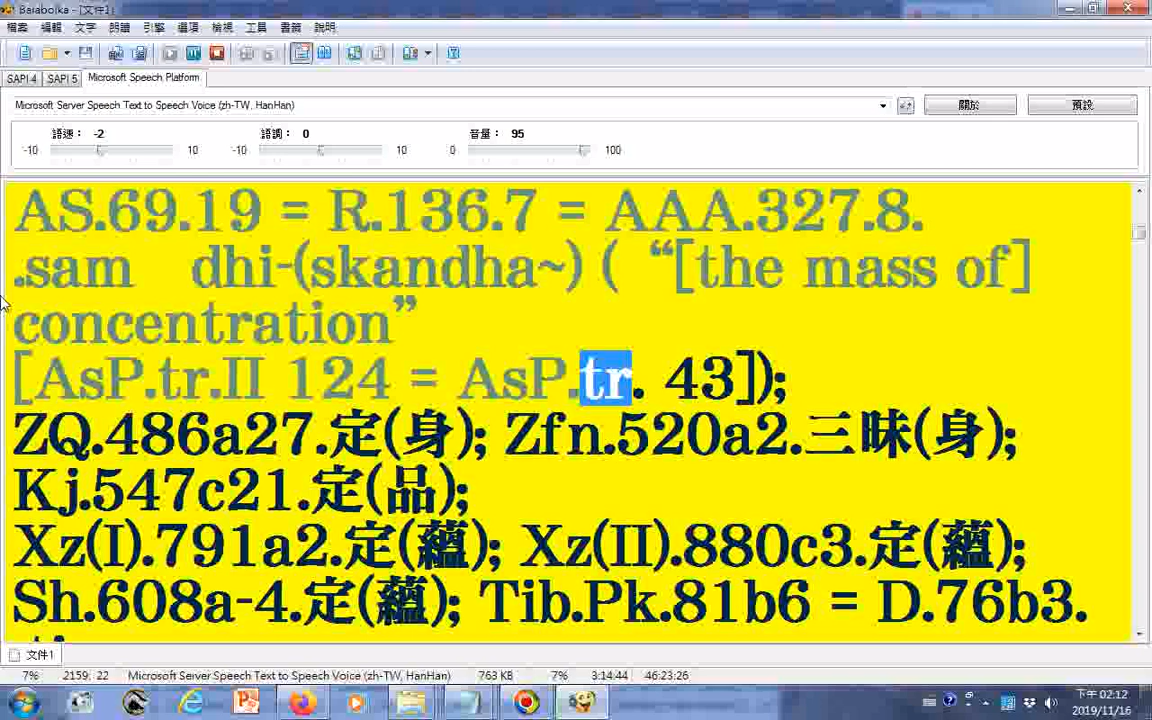 Balabolka - [文件1]
檔案 編輯 文字 朗讀 引擎 選項 檢視 工具 書籤 說明
SAPI 4 SAPI 5 Microsoft Speech Platform
Microsoft Server Speech Text to Speech Voice (zh-TW, HanHan) 關於 預設
語速： -2 語調： 0 音量： 95
-10 10 -10 10 0 100
AS.69.19 = R.136.7 = AAA.327.8.
.sam dhi-(skandha~) ( “[the mass of]
concentration”
[AsP.tr.II 124 = AsP.tr. 43]);
ZQ.486a27.定(身); Zfn.520a2.三昧(身);
Kj.547c21.定(品);
Xz(I).791a2.定(蘊); Xz(II).880c3.定(蘊);
Sh.608a-4.定(蘊); Tib.Pk.81b6 = D.76b3.
文件1
7% 2159, 22 Microsoft Server Speech Text to Speech Voice (zh-TW, HanHan) 763 KB 7% 3:14:44 46:23:26
下午 02:12
2019/11/16